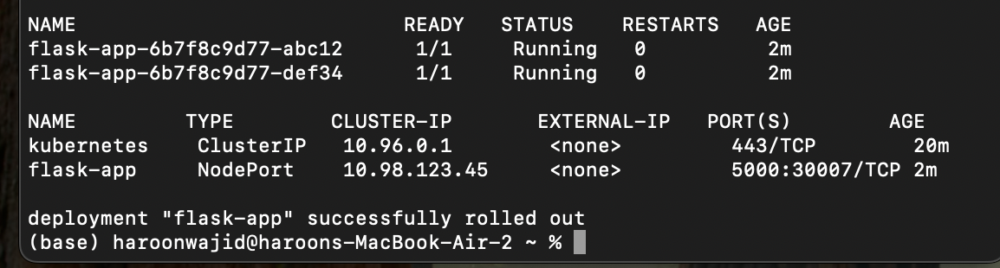 NAME READY STATUS RESTARTS AGE
flask-app-6b7f8c9d77-abc12 1/1 Running 0 2m
flask-app-6b7f8c9d77-def34 1/1 Running 0 2m
NAME TYPE CLUSTER-IP EXTERNAL-IP PORT(S) AGE
kubernetes ClusterIP 10.96.0.1 <none> 443/TCP 20m
flask-app NodePort 10.98.123.45 <none> 5000:30007/TCP 2m
deployment "flask-app" successfully rolled out
(base) haroonwajid@haroons-MacBook-Air-2 ~ %